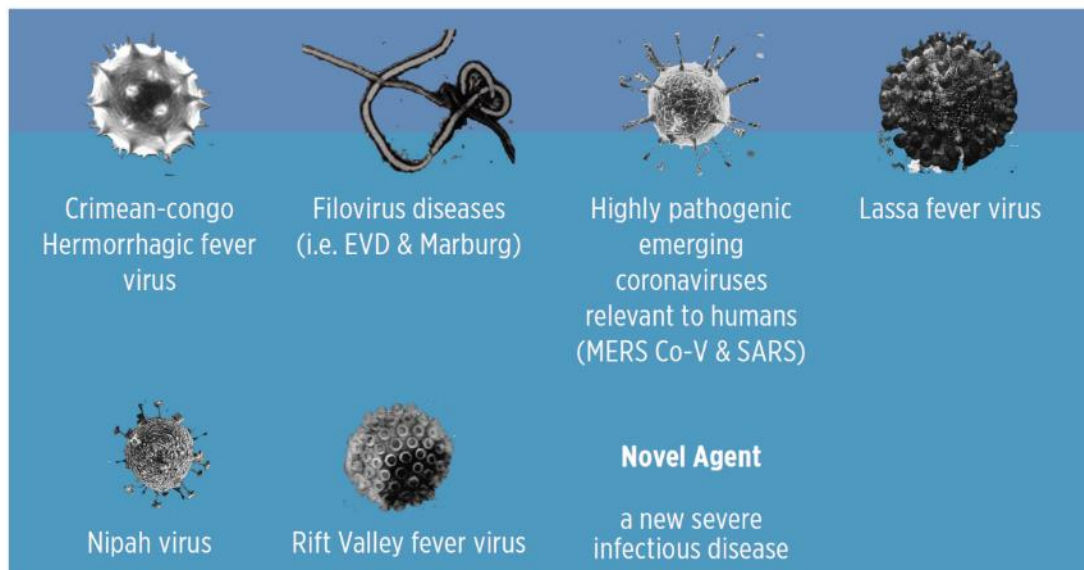 Crimean-congo
Hermorrhagic fever
virus
Filovirus diseases
(i.e. EVD & Marburg)
Highly pathogenic
emerging
coronaviruses
relevant to humans
(MERS Co-V & SARS)
Lassa fever virus
Nipah virus
Rift Valley fever virus
Novel Agent
a new severe
infectious disease